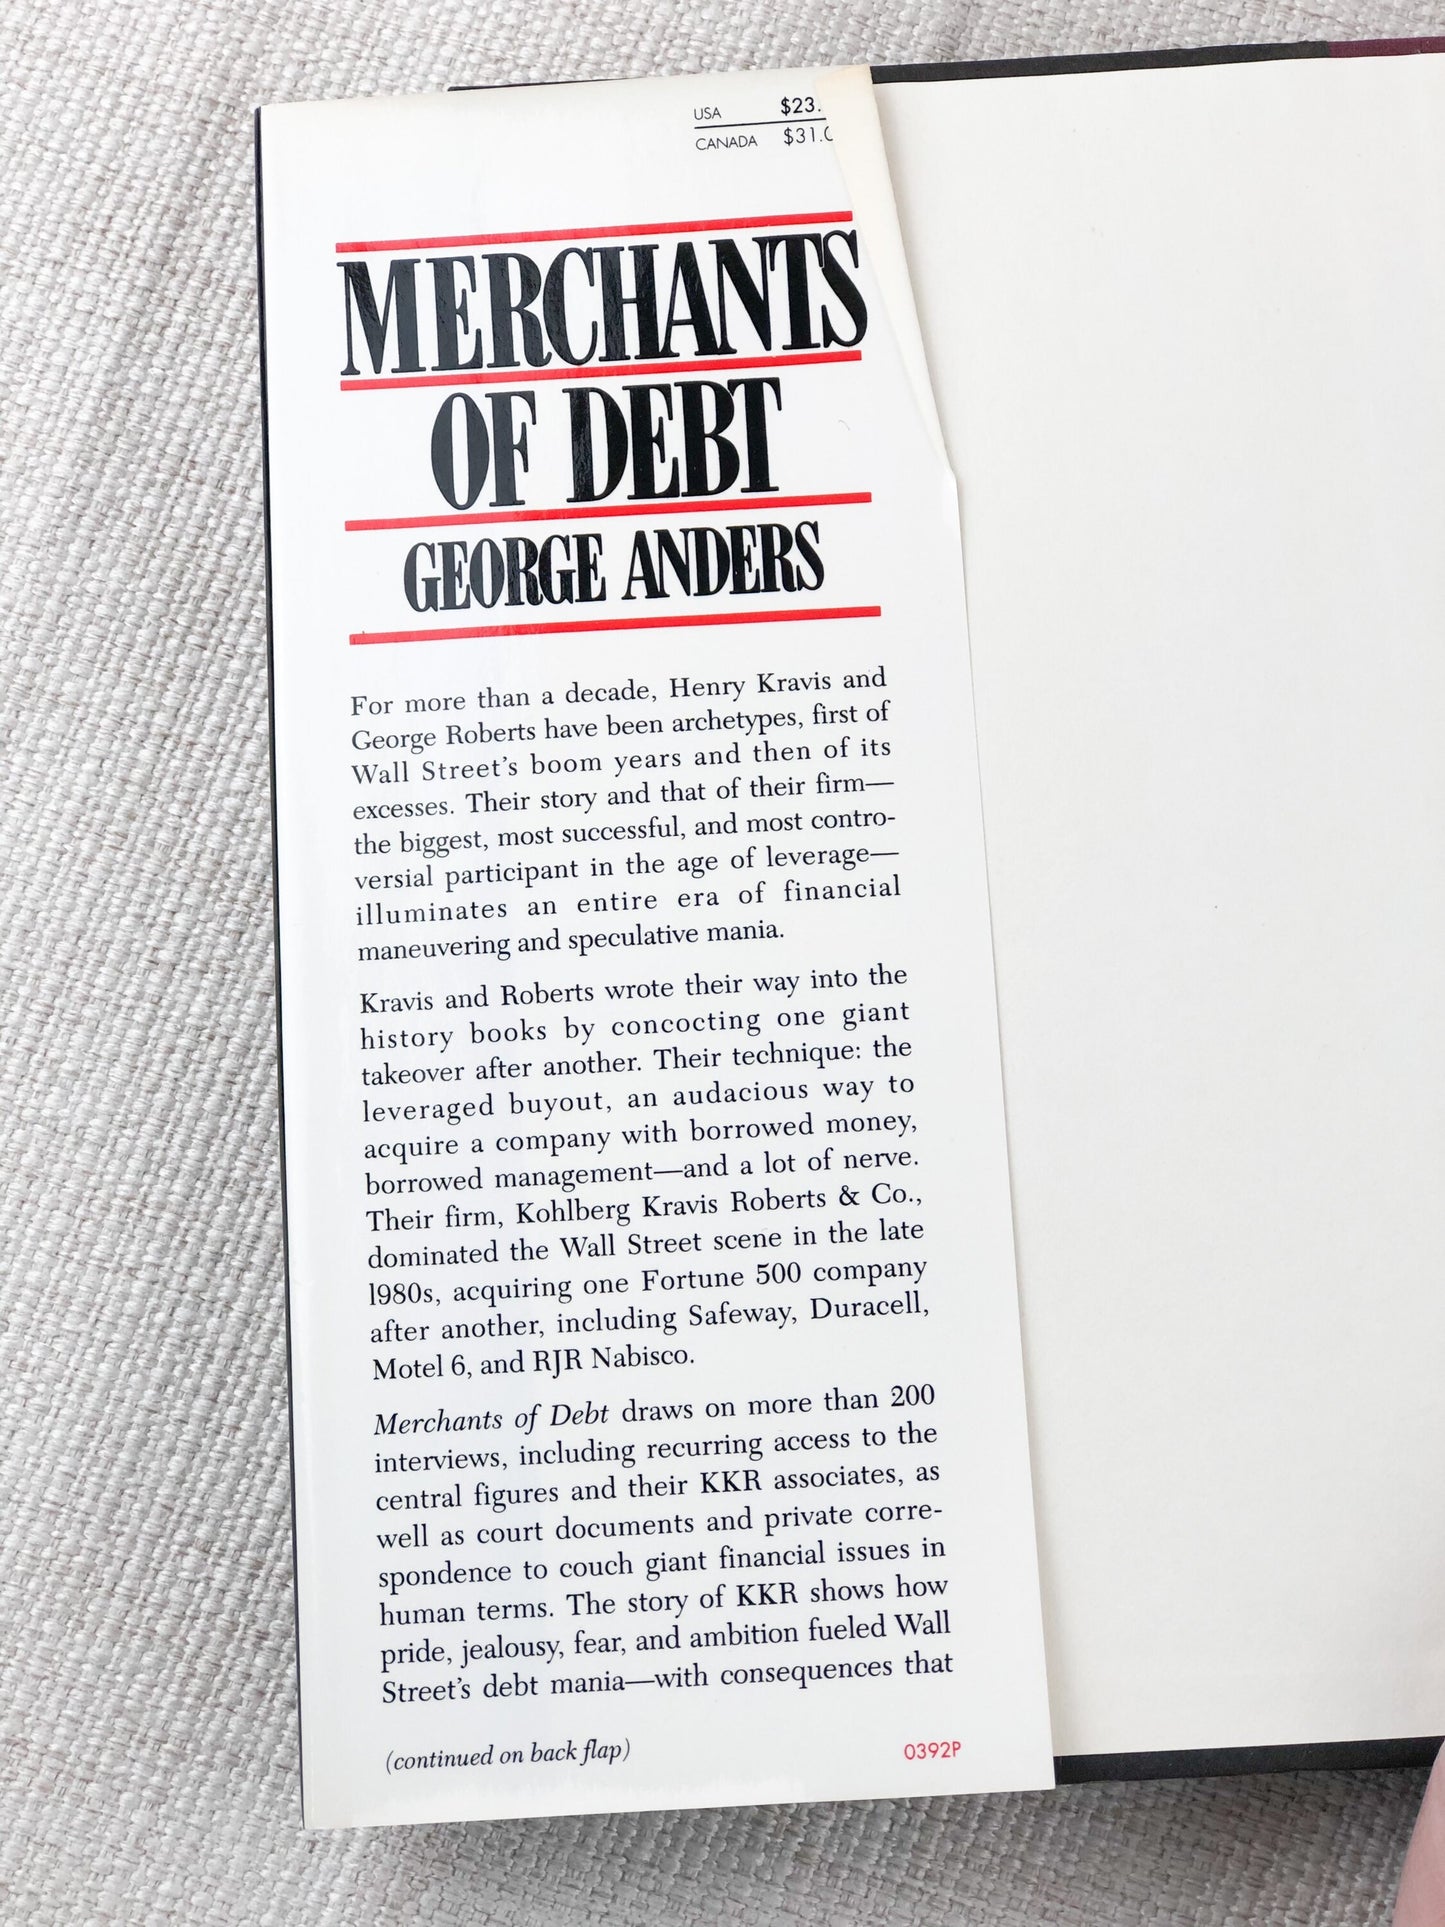 USA $23.
CANADA $31.0
MERCHANTS
OF DEBT
GEORGE ANDERS
For more than a decade, Henry Kravis and
George Roberts have been archetypes, first of
Wall Street's boom years and then of its
excesses. Their story and that of their firm—
the biggest, most successful, and most contro-
versial participant in the age of leverage—
illuminates an entire era of financial
maneuvering and speculative mania.
Kravis and Roberts wrote their way into the
history books by concocting one giant
takeover after another. Their technique: the
leveraged buyout, an audacious way to
acquire a company with borrowed money,
borrowed management—and a lot of nerve.
Their firm, Kohlberg Kravis Roberts & Co.,
dominated the Wall Street scene in the late
1980s, acquiring one Fortune 500 company
after another, including Safeway, Duracell,
Motel 6, and RJR Nabisco.
Merchants of Debt draws on more than 200
interviews, including recurring access to the
central figures and their KKR associates, as
well as court documents and private corre-
spondence to couch giant financial issues in
human terms. The story of KKR shows how
pride, jealousy, fear, and ambition fueled Wall
Street's debt mania—with consequences that
(continued on back flap) 0392P